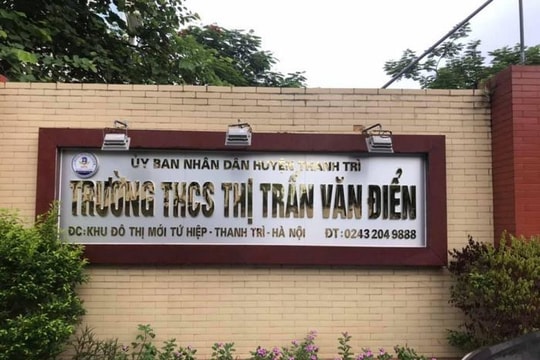 ỦY BAN NHÂN DÂN HUYỆN THANH TRÌ
TRƯỜNG THCS THỊ TRẤN VĂN ĐIỂN
ĐC:KHU ĐÔ THỊ MỚI TỨ HIỆP - THANH TRÌ - HÀ NỘI ĐT:0243 204 9888